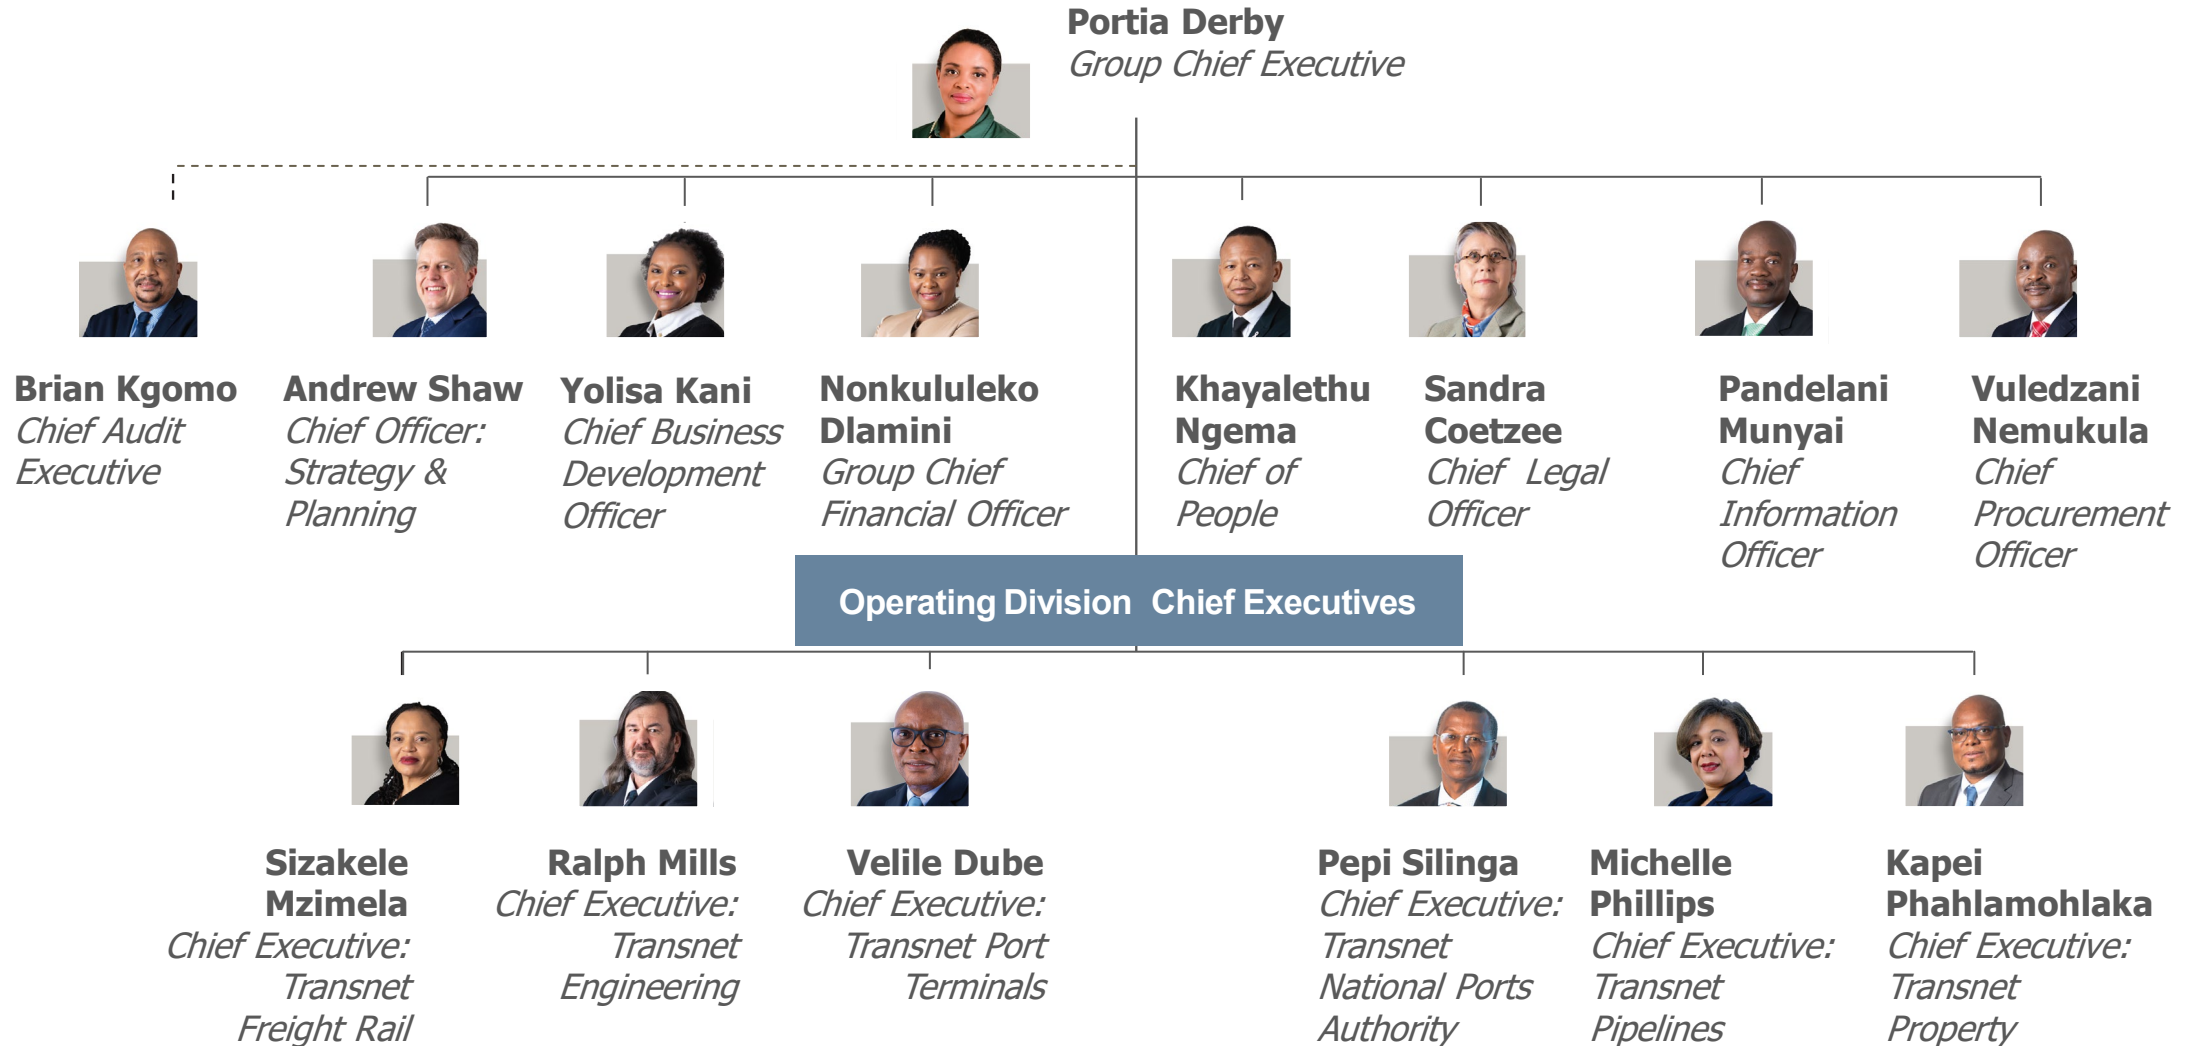 Portia Derby
Group Chief Executive
Brian Kgomo
Chief Audit
Executive
Andrew Shaw
Chief Officer:
Strategy &
Planning
Yolisa Kani
Chief Business
Development
Officer
Nonkululeko
Dlamini
Group Chief
Financial Officer
Khayalethu
Ngema
Chief of
People
Sandra
Coetzee
Chief Legal
Officer
Pandelani
Munyai
Chief
Information
Officer
Vuledzani
Nemukula
Chief
Procurement
Officer
Operating Division Chief Executives
Sizakele
Mzimela
Chief Executive:
Transnet
Freight Rail
Ralph Mills
Chief Executive:
Transnet
Engineering
Velile Dube
Chief Executive:
Transnet Port
Terminals
Pepi Silinga
Chief Executive:
Transnet
National Ports
Authority
Michelle
Phillips
Chief Executive:
Transnet
Pipelines
Kapei
Phahlamohlaka
Chief Executive:
Transnet
Property